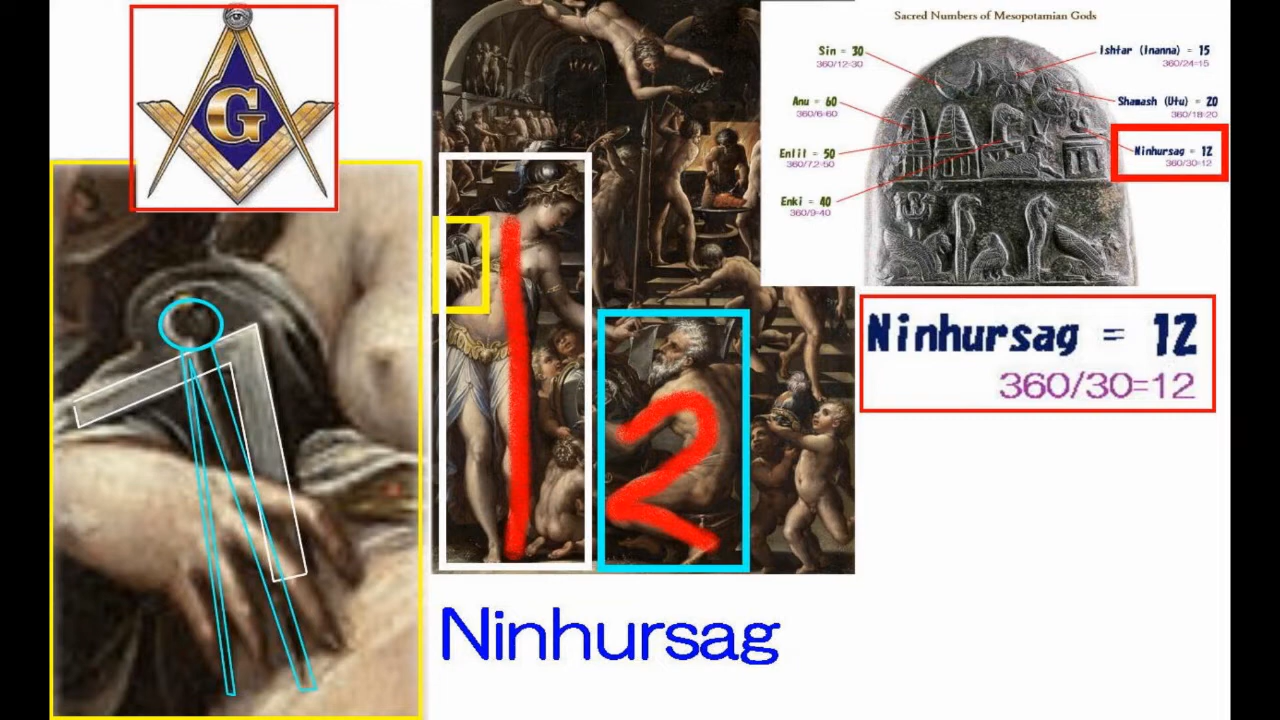 G
Sacred Numbers of Mesopotamian Gods
Sin = 30
360/12=30
Ishtar (Inanna) = 15
360/24=15
Anu = 60
360/6=60
Shamash (Utu) = 20
360/18=20
Enlil = 50
360/7,2=50
Ninhursag = 12
360/30=12
Enki = 40
360/9=40
12
Ninhursag = 12
360/30=12
Ninhursag